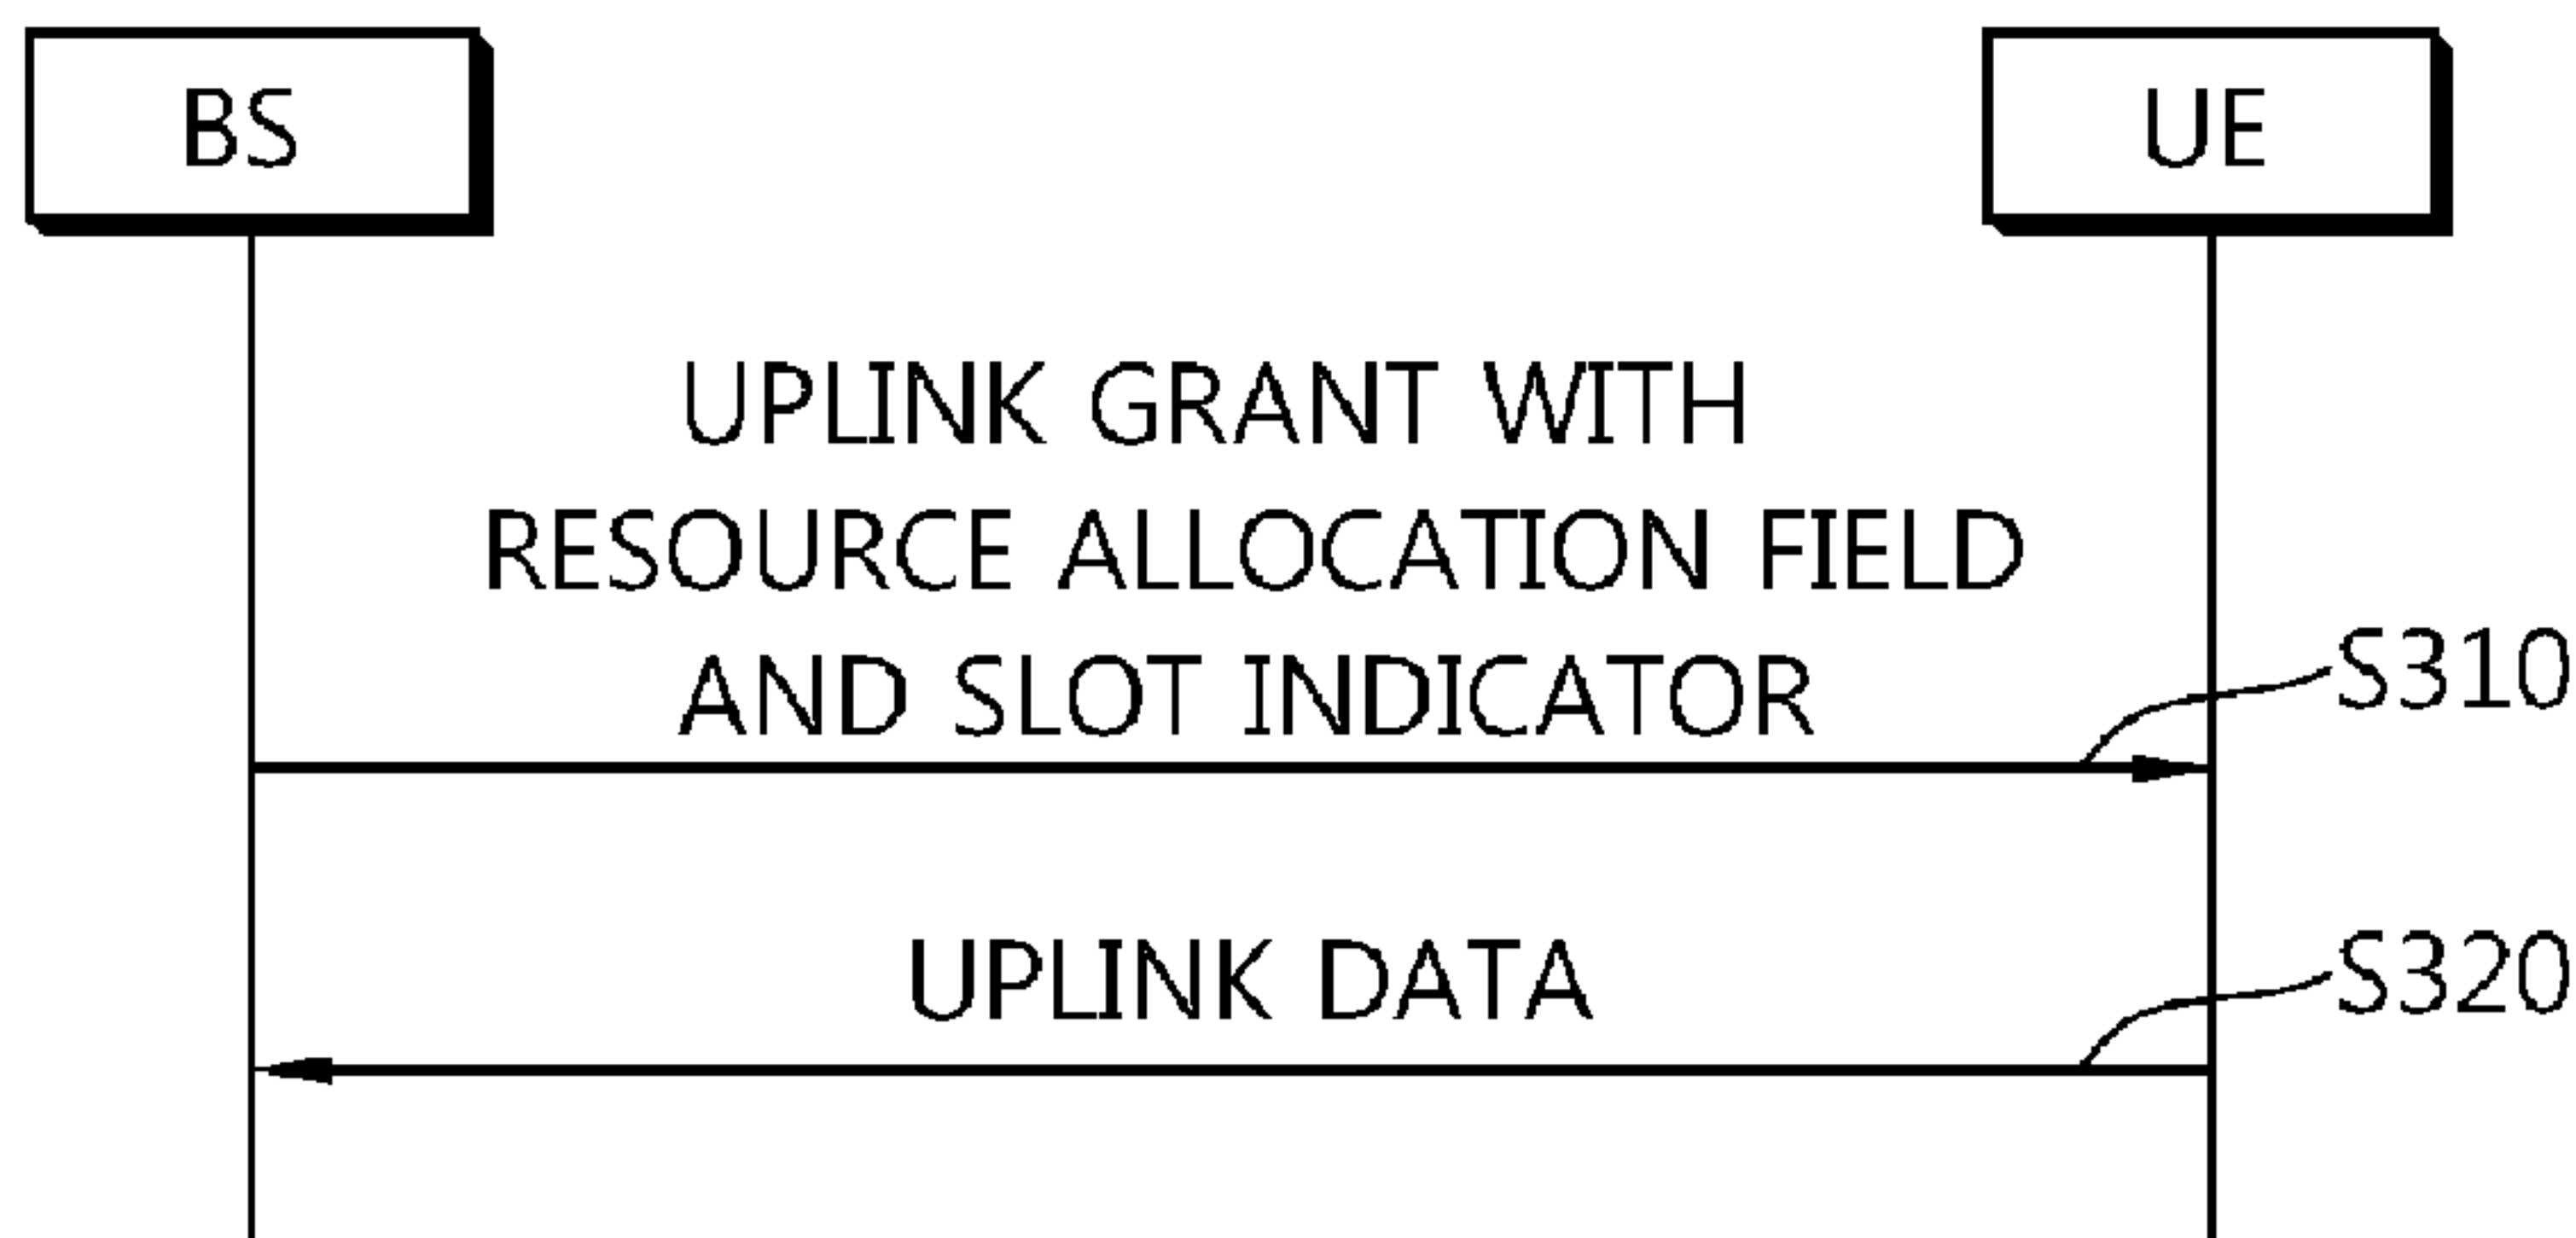 BS
UE
UPLINK GRANT WITH
RESOURCE ALLOCATION FIELD
AND SLOT INDICATOR
S310
UPLINK DATA
S320